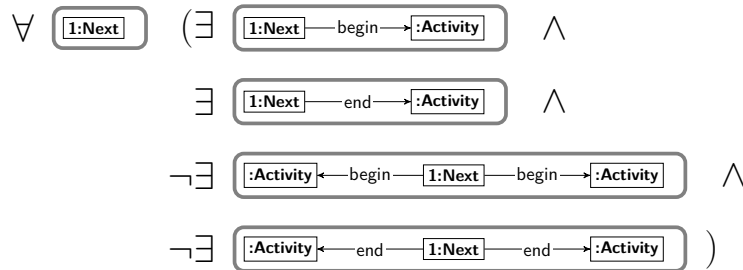 ∀ 1:Next (∃ 1:Next begin :Activity ∧
∃ 1:Next end :Activity ∧
¬∃ :Activity begin 1:Next begin :Activity ∧
¬∃ :Activity end 1:Next end :Activity )